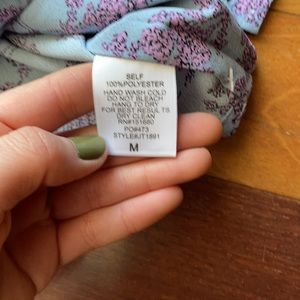 SELF
100%POLYESTER
HAND WASH COLD
DO NOT BLEACH
HANG TO DRY
FOR BEST RESULTS
DRY CLEAN
RN#151680
PO#473
STYLE#JT1891
M